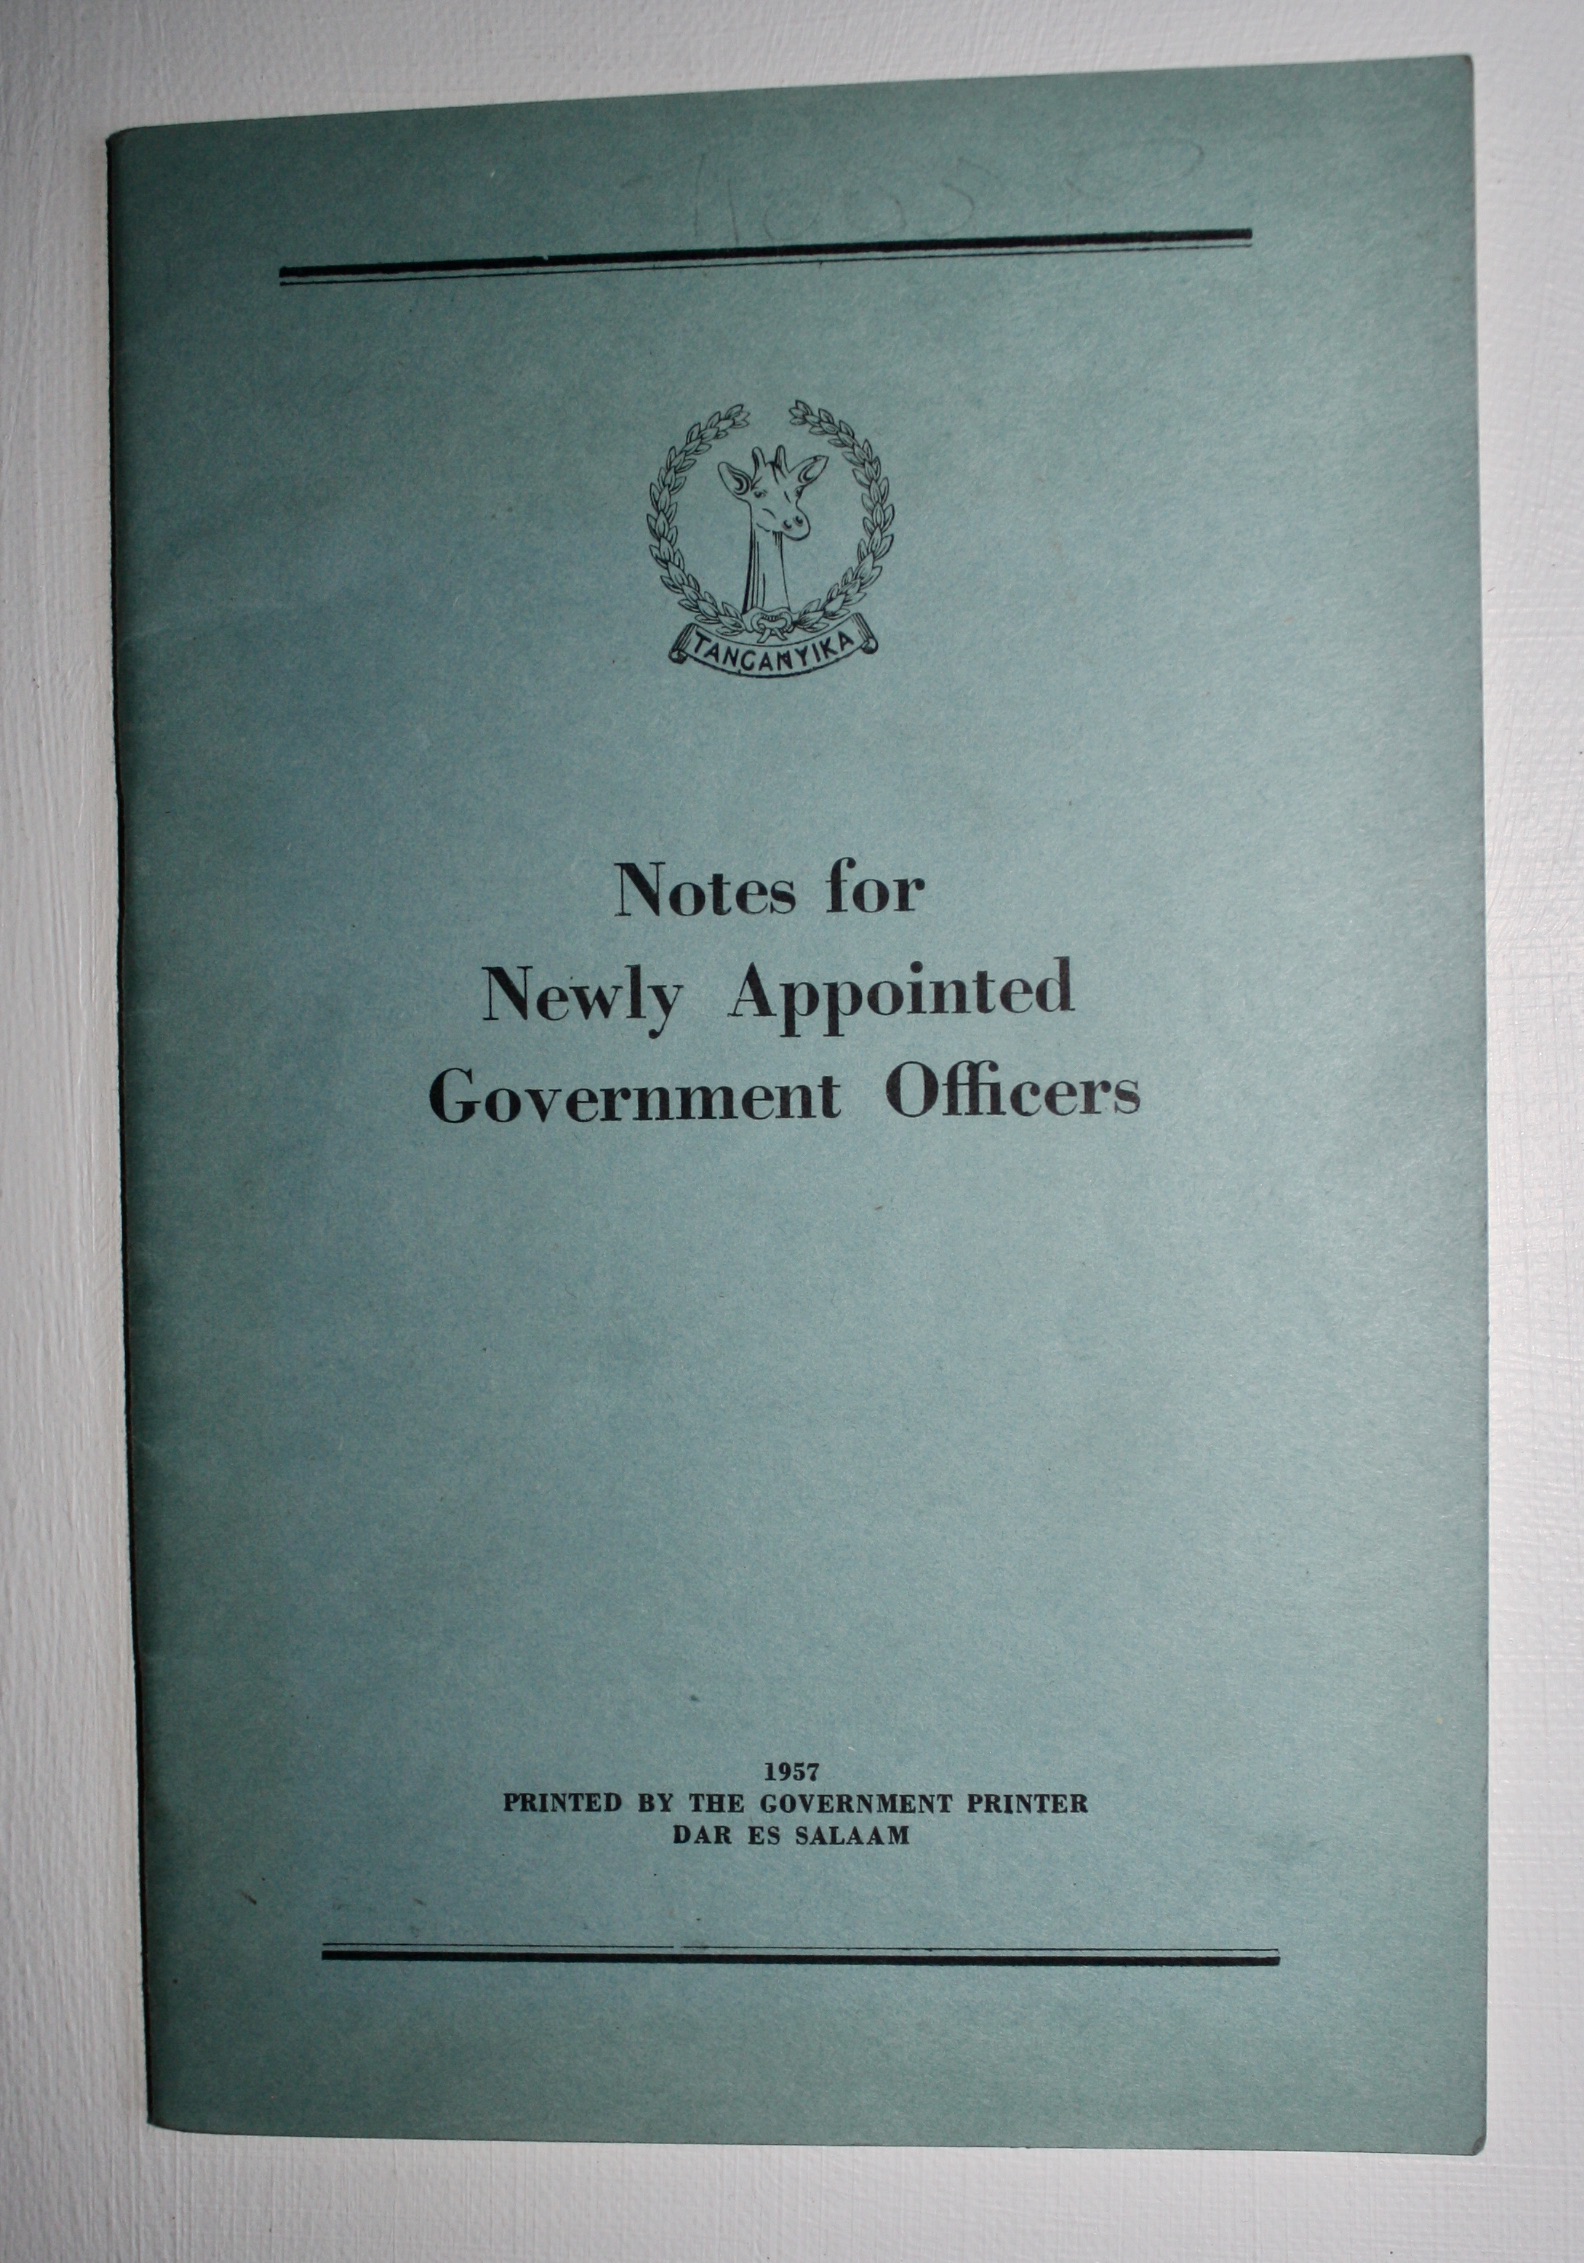 TANGANYIKA
Notes for
Newly Appointed
Government Officers
1957
PRINTED BY THE GOVERNMENT PRINTER
DAR ES SALAAM